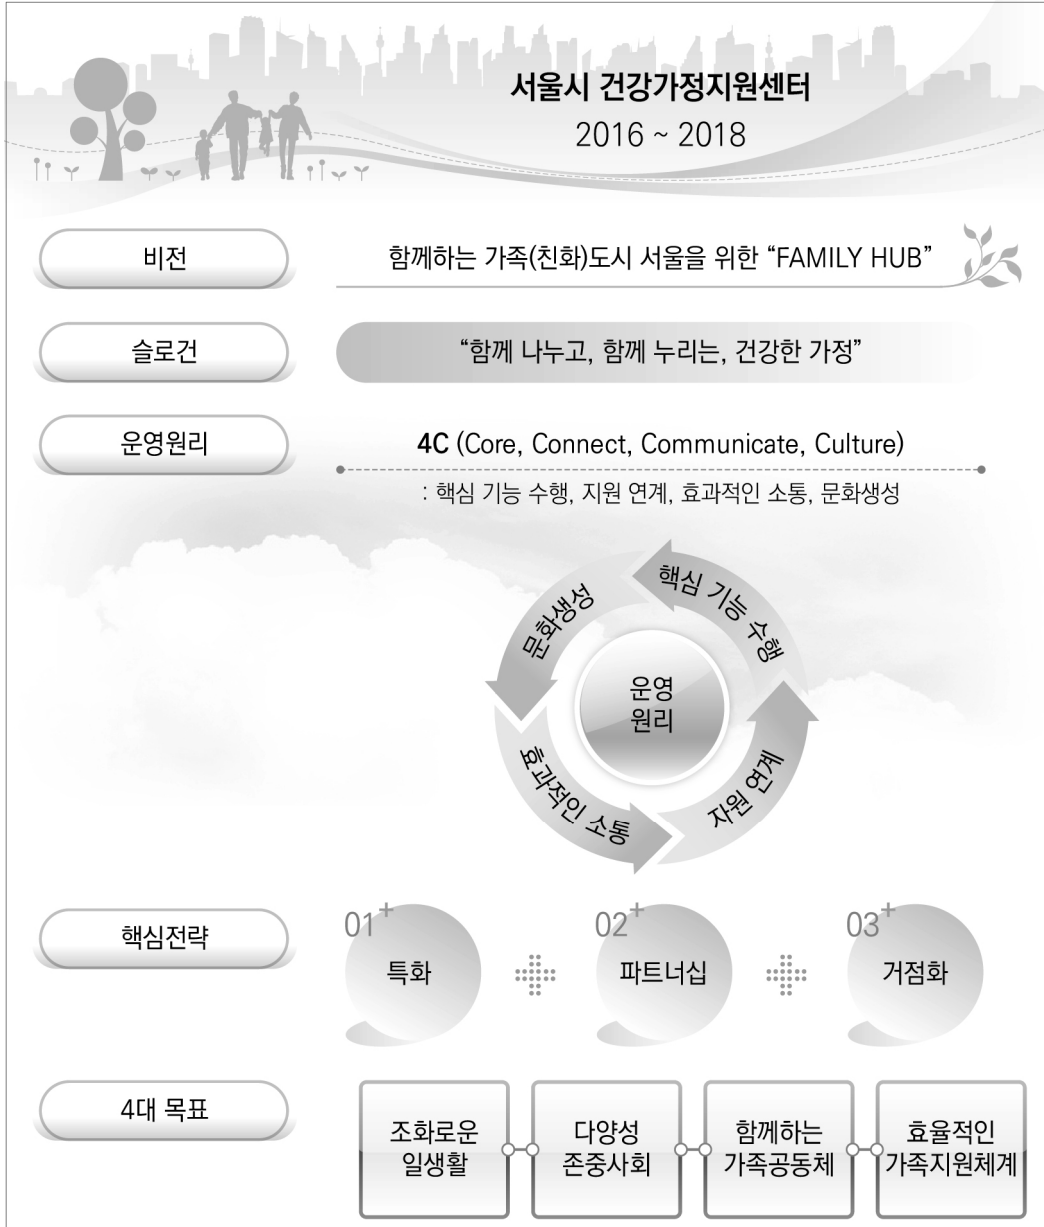 서울시 건강가정지원센터
2016 ~ 2018
비전
함께하는 가족(친화)도시 서울을 위한 “FAMILY HUB”
슬로건
“함께 나누고, 함께 누리는, 건강한 가정”
운영원리
4C (Core, Connect, Communicate, Culture)
: 핵심 기능 수행, 지원 연계, 효과적인 소통, 문화생성
핵심 기능 수행
문화생성
운영
원리
자원 연계
효과적인 소통
핵심전략
01+
특화
02+
파트너십
03+
거점화
4대 목표
조화로운
일생활
다양성
존중사회
함께하는
가족공동체
효율적인
가족지원체계